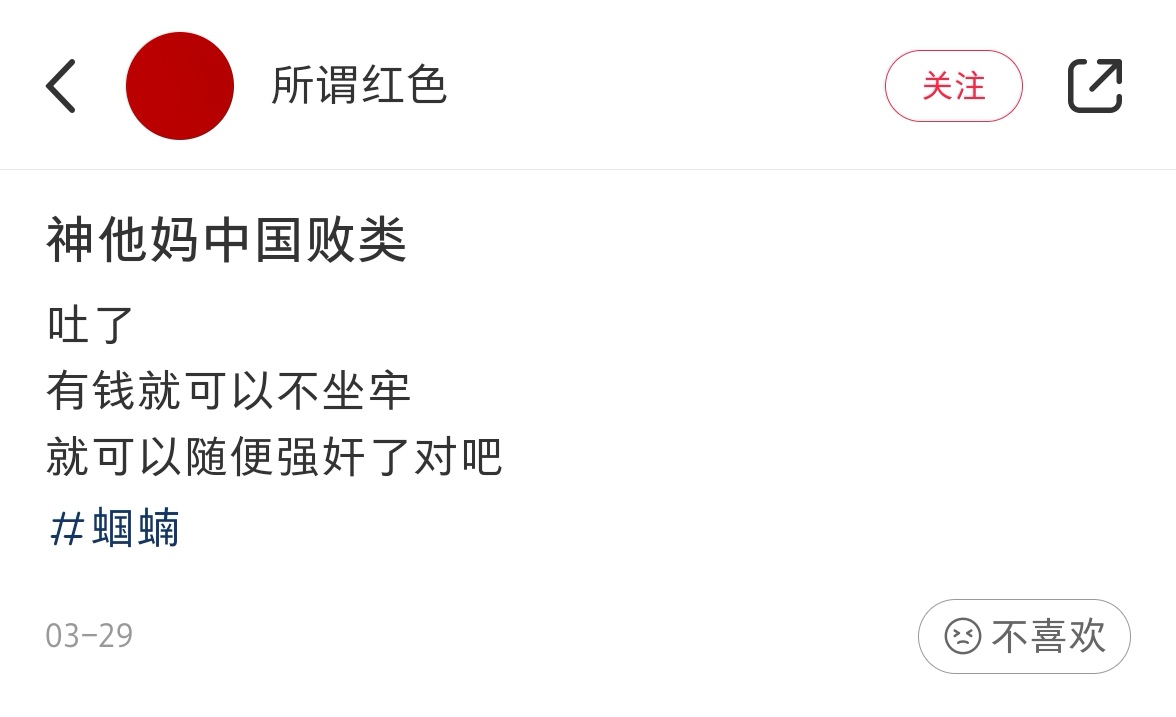 所谓红色
关注
神他妈中国败类
吐了
有钱就可以不坐牢
就可以随便强奸了对吧
#蝈蝻
03-29
不喜欢